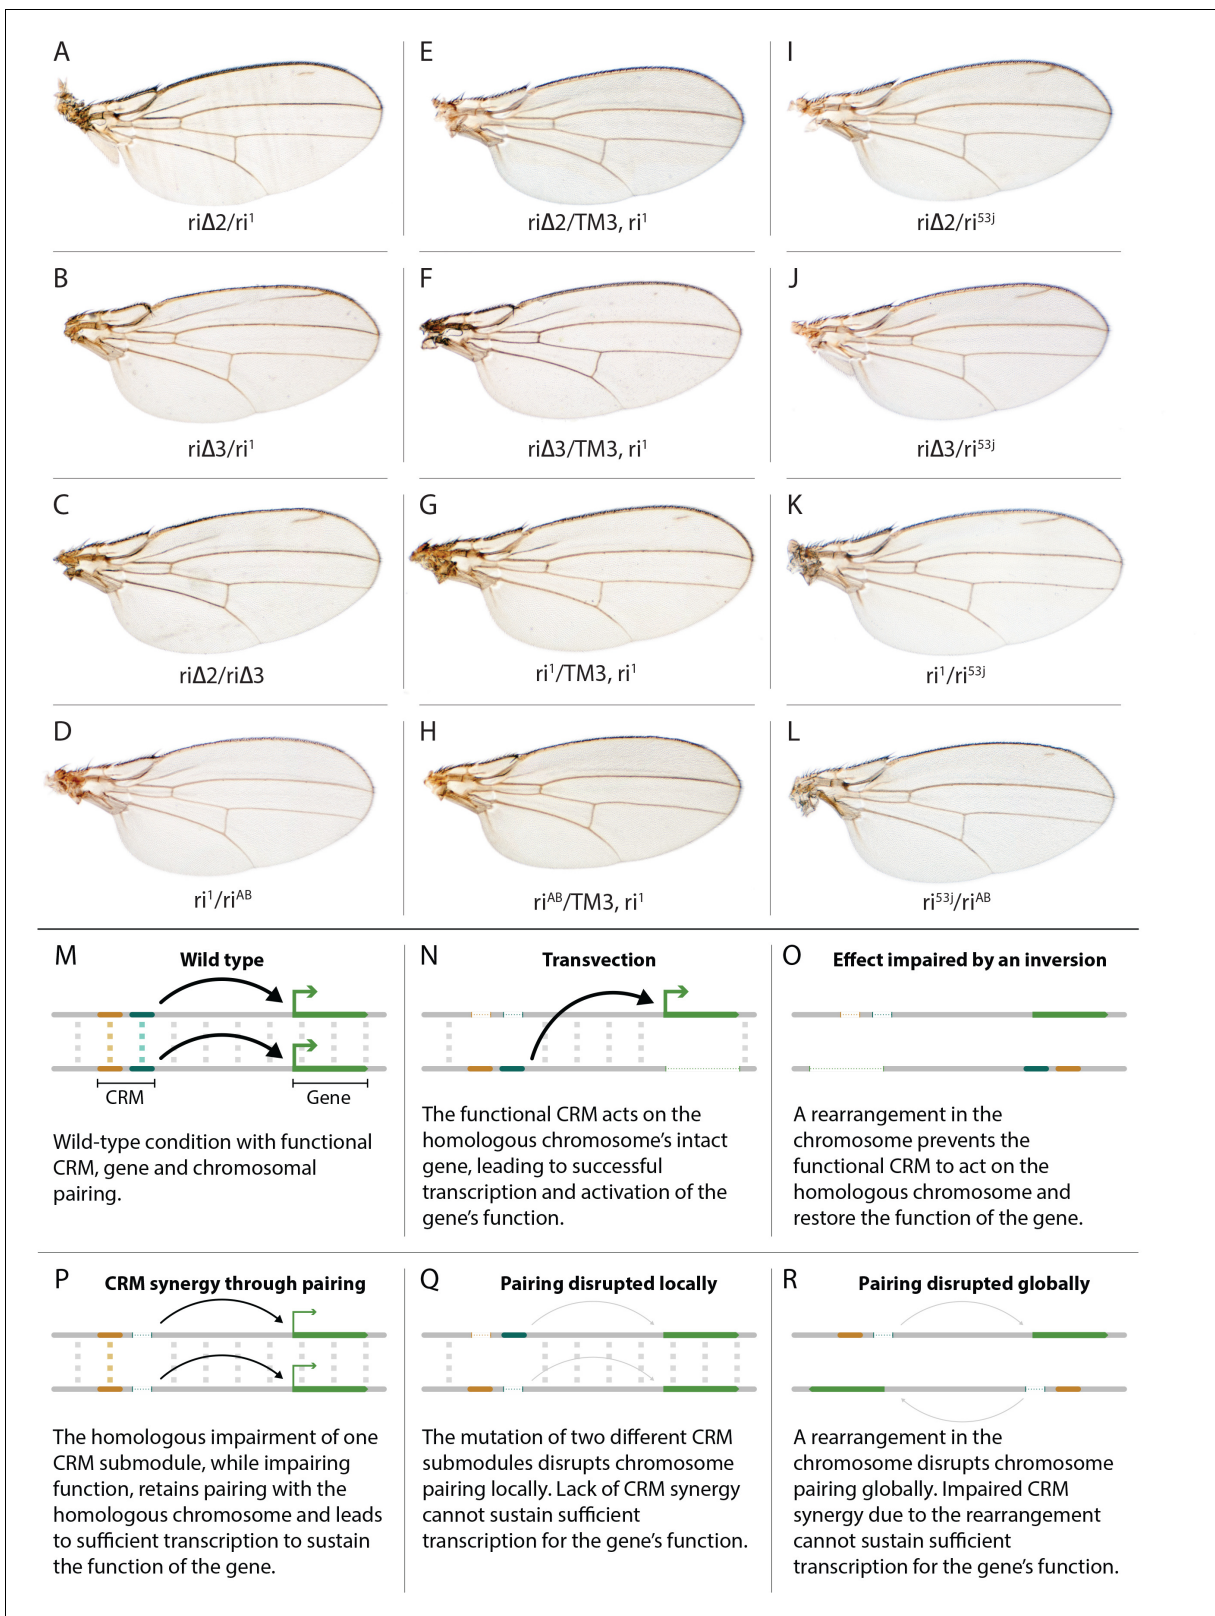 A
E
I
riΔ2/ri¹
riΔ2/TM3, ri¹
riΔ2/ri⁵³ʲ
B
F
J
riΔ3/ri¹
riΔ3/TM3, ri¹
riΔ3/ri⁵³ʲ
C
G
K
riΔ2/riΔ3
ri¹/TM3, ri¹
ri¹/ri⁵³ʲ
D
H
L
ri¹/riᴬᴮ
riᴬᴮ/TM3, ri¹
ri⁵³ʲ/riᴬᴮ
M
Wild type
CRM
Gene
Wild-type condition with functional
CRM, gene and chromosomal
pairing.
N
Transvection
The functional CRM acts on the
homologous chromosome's intact
gene, leading to successful
transcription and activation of the
gene's function.
O
Effect impaired by an inversion
A rearrangement in the
chromosome prevents the
functional CRM to act on the
homologous chromosome and
restore the function of the gene.
P
CRM synergy through pairing
The homologous impairment of one
CRM submodule, while impairing
function, retains pairing with the
homologous chromosome and leads
to sufficient transcription to sustain
the function of the gene.
Q
Pairing disrupted locally
The mutation of two different CRM
submodules disrupts chromosome
pairing locally. Lack of CRM synergy
cannot sustain sufficient
transcription for the gene's function.
R
Pairing disrupted globally
A rearrangement in the
chromosome disrupts chromosome
pairing globally. Impaired CRM
synergy due to the rearrangement
cannot sustain sufficient
transcription for the gene's function.